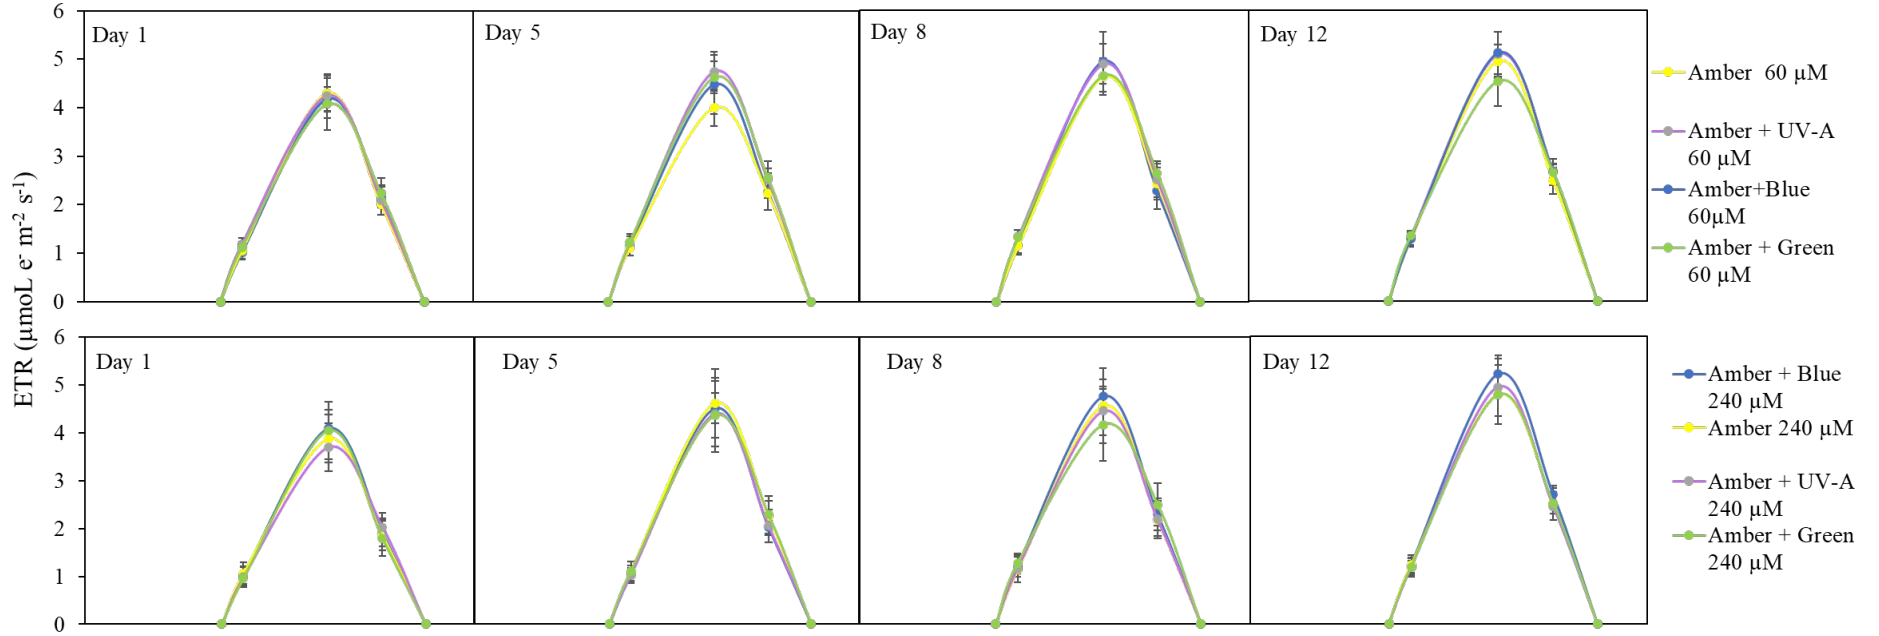 6
5
4
3
2
1
0
Day 1
Day 5
Day 8
Day 12
Amber 60 µM
Amber + UV-A
60 µM
Amber+Blue
60µM
Amber + Green
60 µM
ETR (µmoL e- m-2 s-1)
6
5
4
3
2
1
0
Day 1
Day 5
Day 8
Day 12
Amber + Blue
240 µM
Amber 240 µM
Amber + UV-A
240 µM
Amber + Green
240 µM